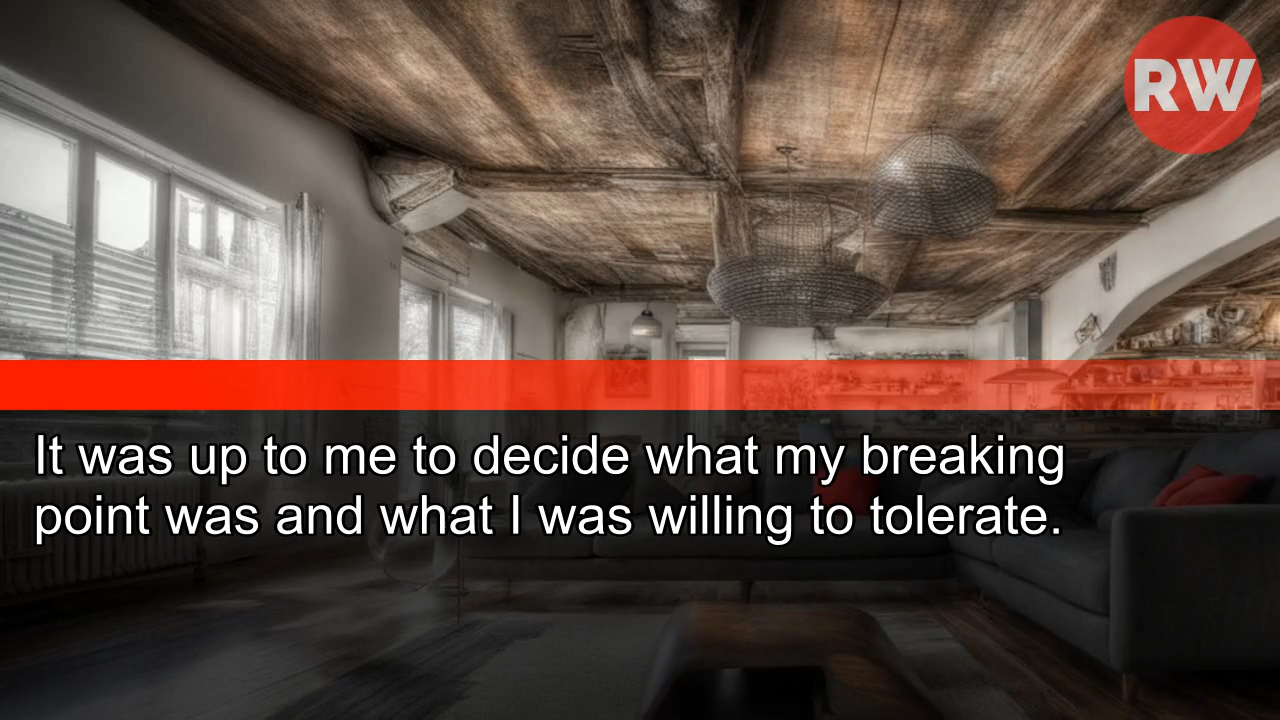 RW
It was up to me to decide what my breaking
point was and what I was willing to tolerate.